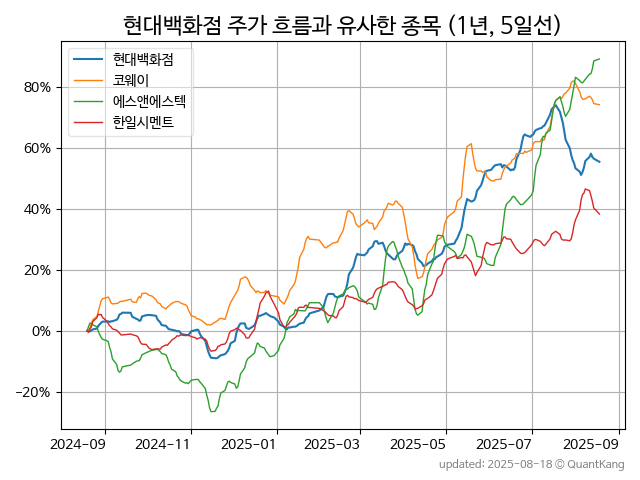 현대백화점 주가 흐름과 유사한 종목 (1년, 5일선)
현대백화점
코웨이
에스앤에스텍
한일시멘트
80%
60%
40%
20%
0%
−20%
2024-09 2024-11 2025-01 2025-03 2025-05 2025-07 2025-09
updated: 2025-08-18 © QuantKang